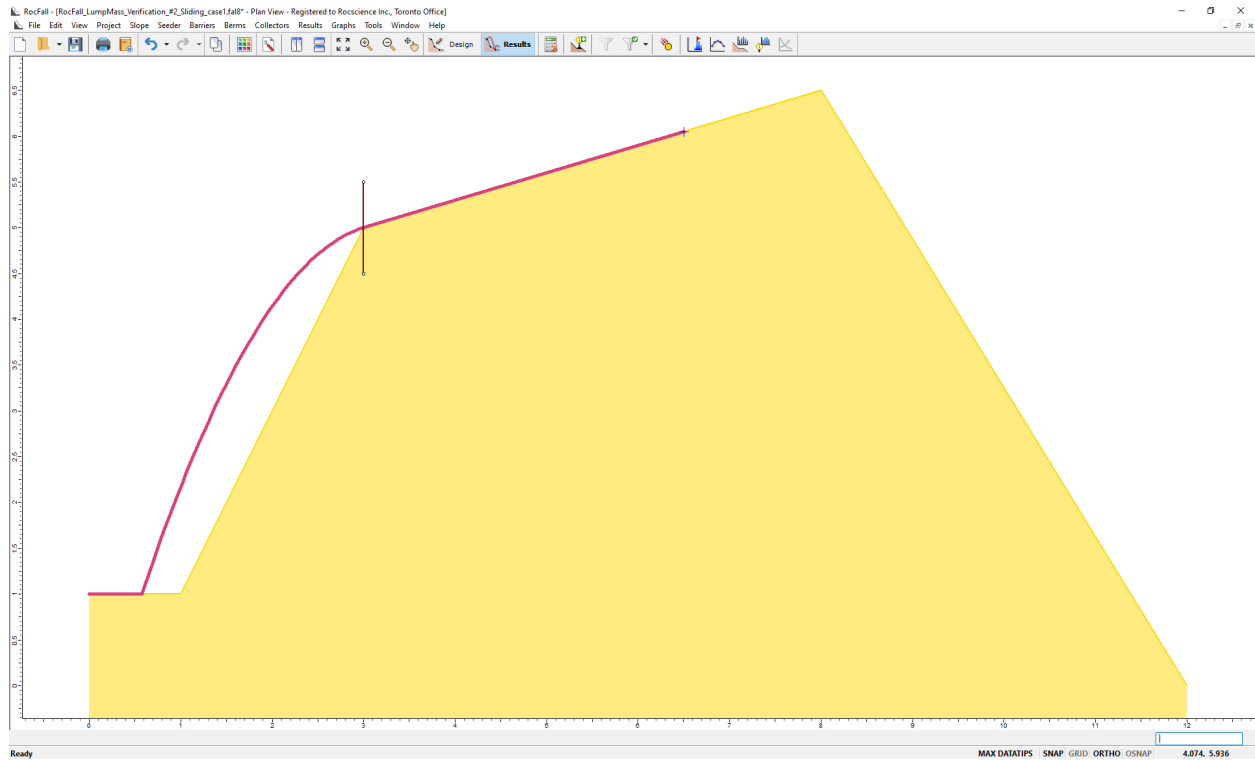 RocFall - [RocFall_LumpMass_Verification_#2_Sliding_case1.fal8* - Plan View - Registered to Rocscience Inc., Toronto Office]
File Edit View Project Slope Seeder Barriers Berms Collectors Results Graphs Tools Window Help
Design Results
6.5
6
5.5
5
4.5
4
3.5
3
2.5
2
1.5
1
0.5
0
0 1 2 3 4 5 6 7 8 9 10 11 12
Ready MAX DATATIPS SNAP GRID ORTHO OSNAP 4.074, 5.936